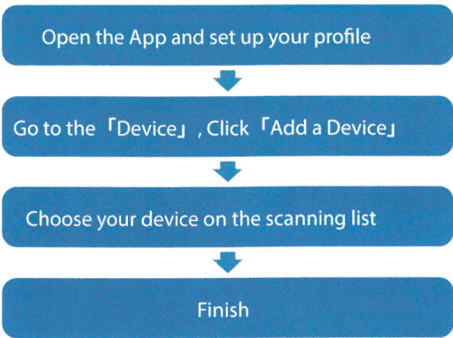 Open the App and set up your profile
Go to the「Device」, Click「Add a Device」
Choose your device on the scanning list
Finish